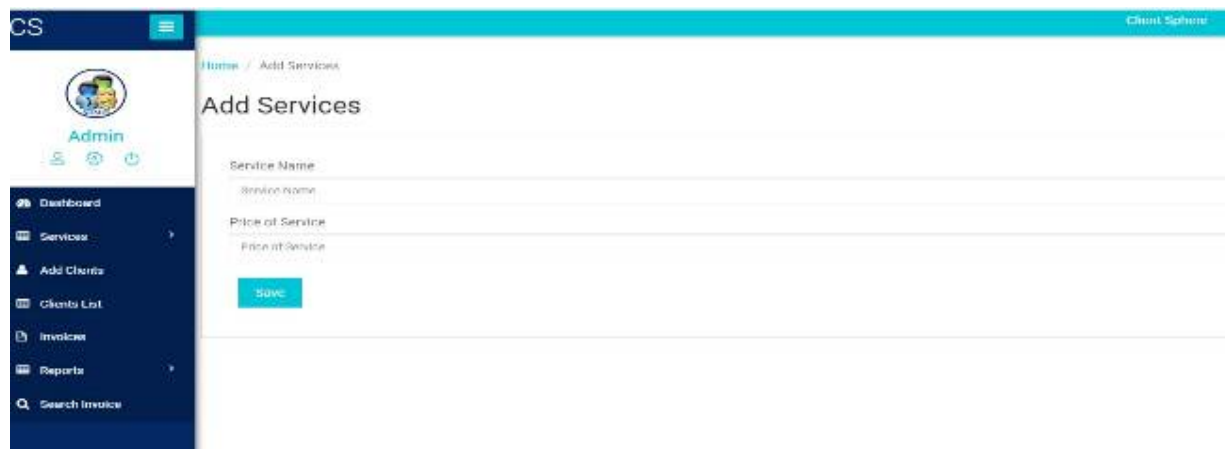 CS
Client Sphere
Home / Add Services
Add Services
Admin
Service Name
Service Name
Price of Service
Price of Service
Save
Dashboard
Services
Add Clients
Clients List
Invoices
Reports
Search Invoice